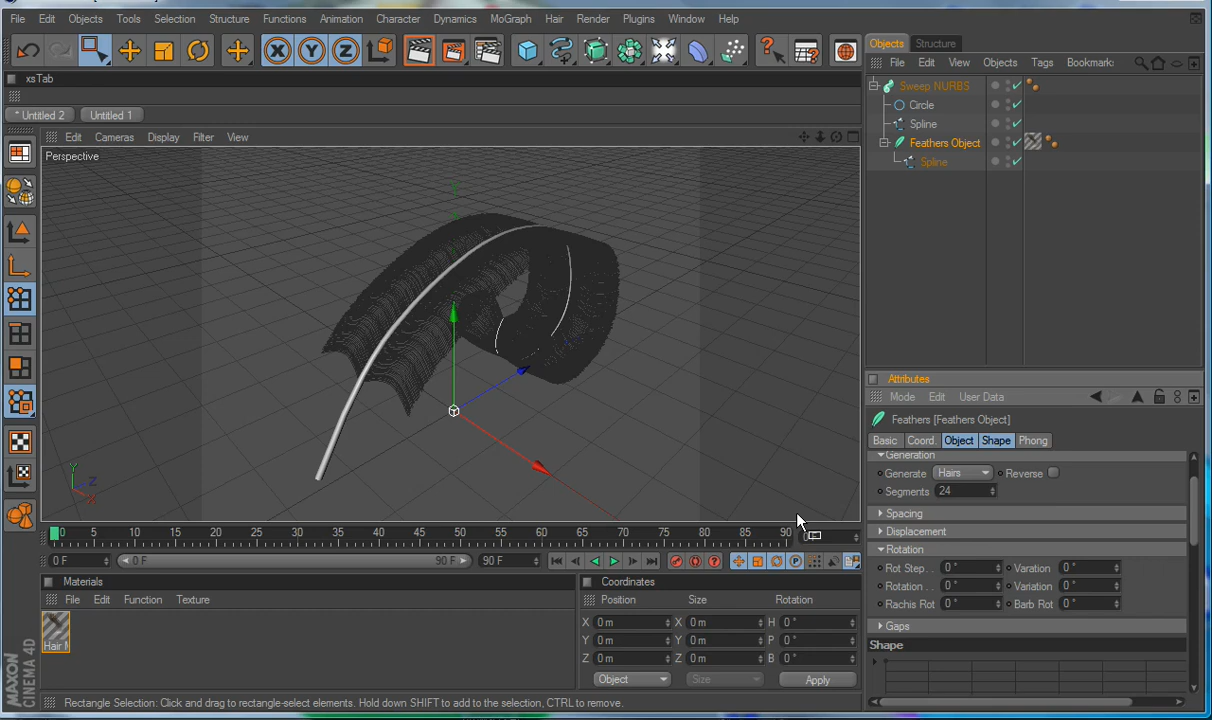 File Edit Objects Tools Selection Structure Functions Animation Character Dynamics MoGraph Hair Render Plugins Window Help
xsTab
* Untitled 2 Untitled 1
Edit Cameras Display Filter View
Perspective
Y
Z
X
0 5 10 15 20 25 30 35 40 45 50 55 60 65 70 75 80 85 90
0 F 0 F 90 F 90 F
Materials
File Edit Function Texture
Hair M
MAXON
CINEMA 4D
Coordinates
Position Size Rotation
X 0 m X 0 m H 0 °
Y 0 m Y 0 m P 0 °
Z 0 m Z 0 m B 0 °
Object Size Apply
Rectangle Selection: Click and drag to rectangle-select elements. Hold down SHIFT to add to the selection, CTRL to remove.
Objects Structure
File Edit View Objects Tags Bookmark:
Sweep NURBS
Circle
Spline
Feathers Object
Spline
Attributes
Mode Edit User Data
Feathers [Feathers Object]
Basic Coord. Object Shape Phong
Generation
Generate Hairs Reverse
Segments 24
Spacing
Displacement
Rotation
Rot Step . . 0 ° Varation 0 °
Rotation . . 0 ° Variation 0 °
Rachis Rot 0 ° Barb Rot 0 °
Gaps
Shape